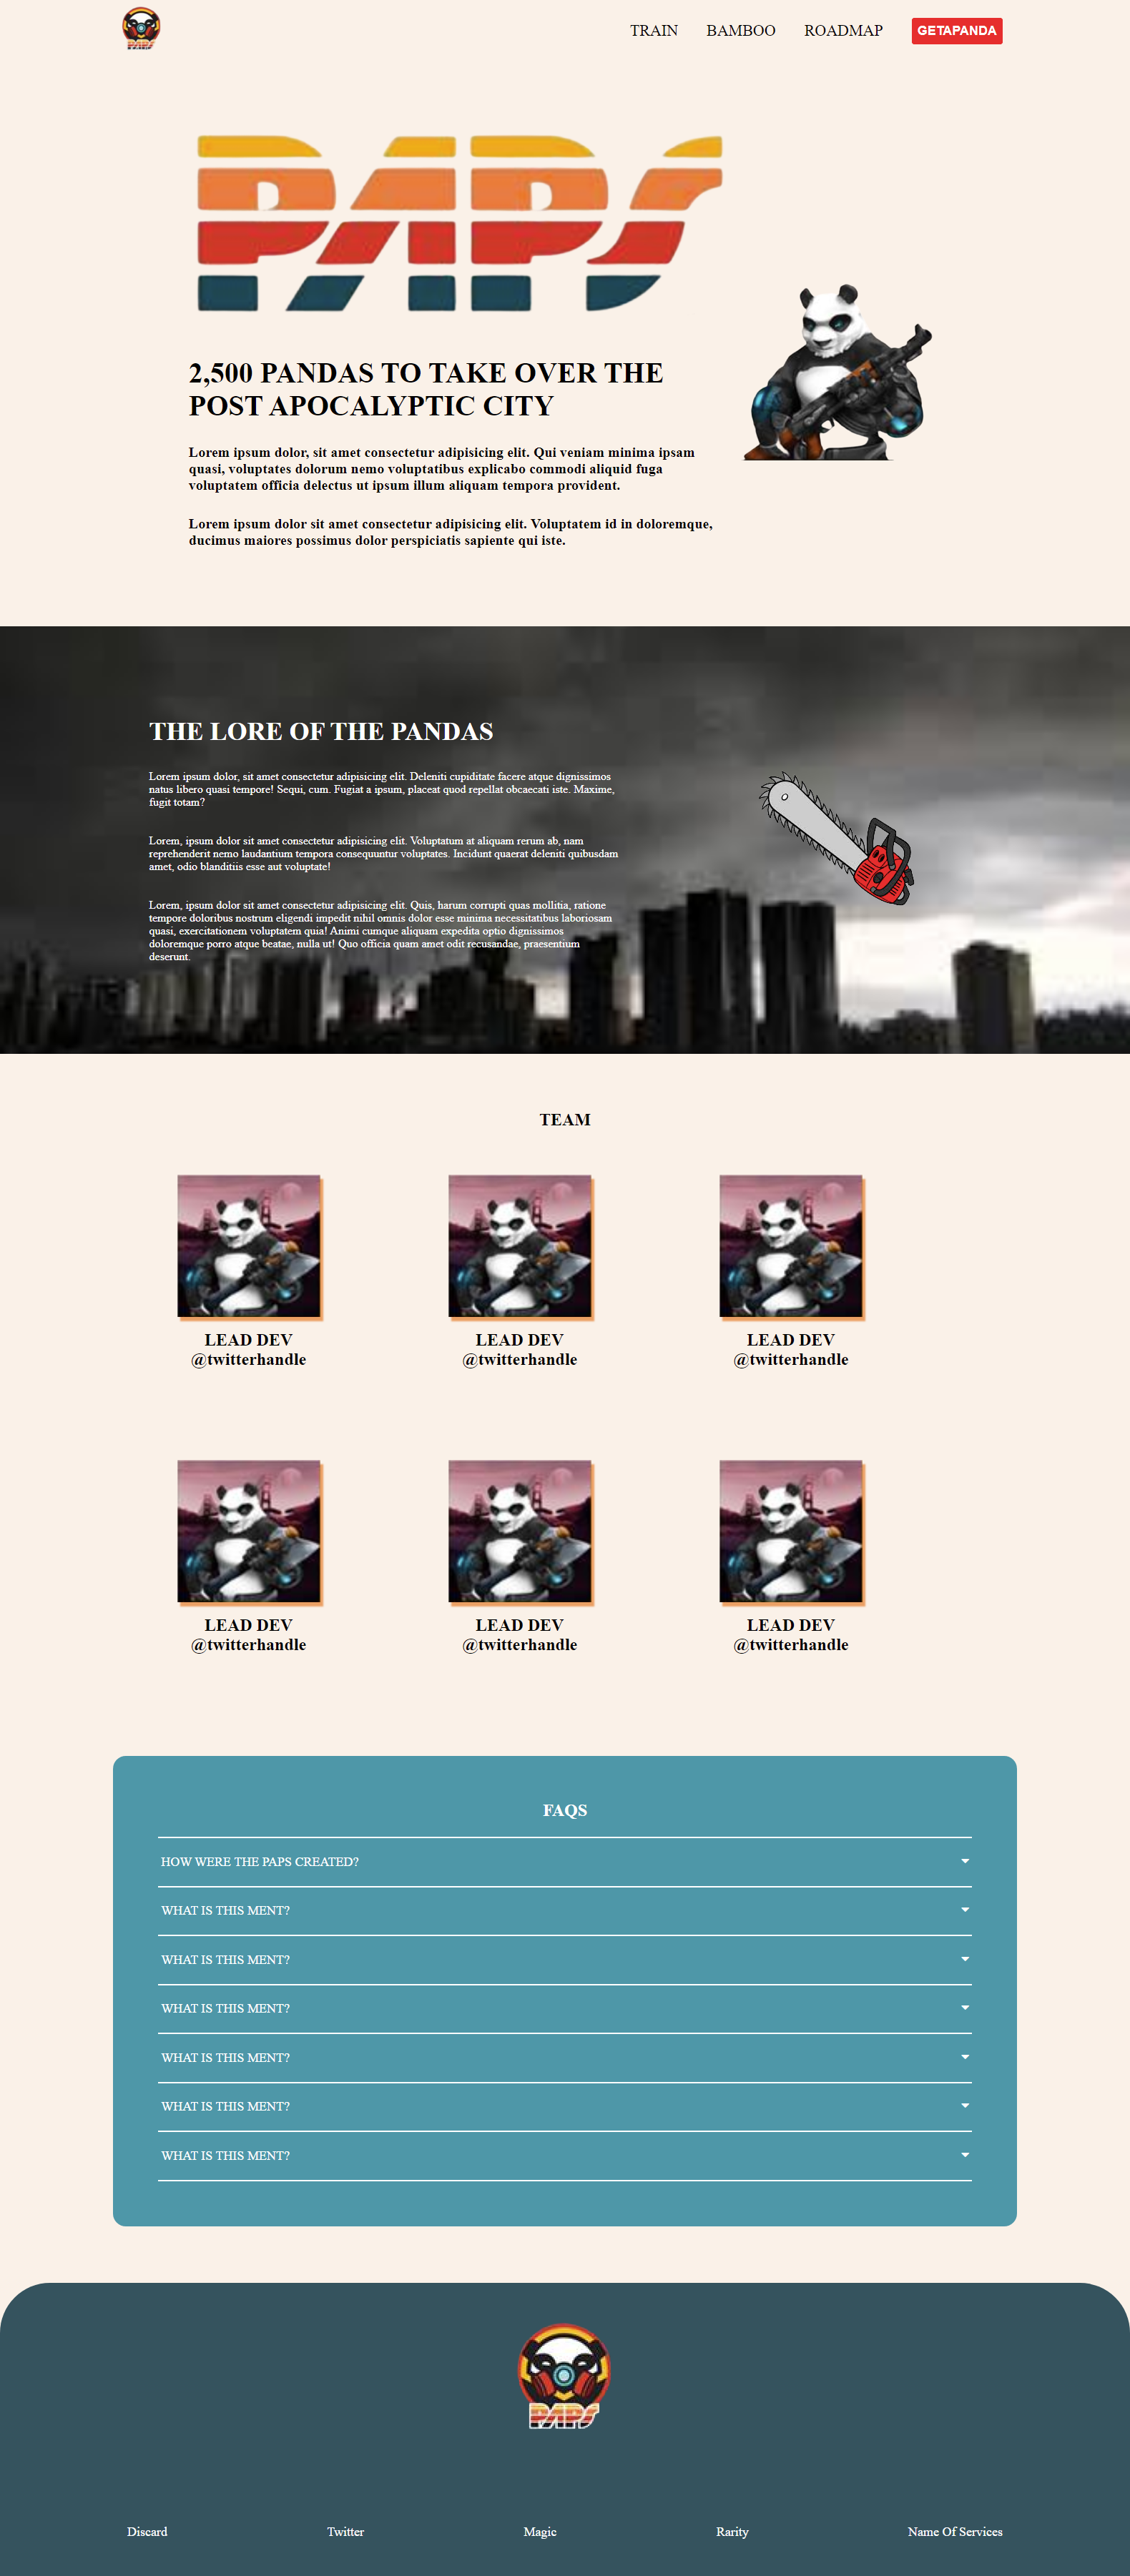 PAPS
TRAIN
BAMBOO
ROADMAP
GETAPANDA
PAPS
2,500 PANDAS TO TAKE OVER THE
POST APOCALYPTIC CITY
Lorem ipsum dolor, sit amet consectetur adipisicing elit. Qui veniam minima ipsam
quasi, voluptates dolorum nemo voluptatibus explicabo commodi aliquid fuga
voluptatem officia delectus ut ipsum illum aliquam tempora provident.
Lorem ipsum dolor sit amet consectetur adipisicing elit. Voluptatem id in doloremque,
ducimus maiores possimus dolor perspiciatis sapiente qui iste.
THE LORE OF THE PANDAS
Lorem ipsum dolor, sit amet consectetur adipisicing elit. Deleniti cupiditate facere atque dignissimos
natus libero quasi tempore! Sequi, cum. Fugiat a ipsum, placeat quod repellat obcaecati iste. Maxime,
fugit totam?
Lorem, ipsum dolor sit amet consectetur adipisicing elit. Voluptatum at aliquam rerum ab, nam
reprehenderit nemo laudantium tempora consequuntur voluptates. Incidunt quaerat deleniti quibusdam
amet, odio blanditiis esse aut voluptate!
Lorem, ipsum dolor sit amet consectetur adipisicing elit. Quis, harum corrupti quas mollitia, ratione
tempore doloribus nostrum eligendi impedit nihil omnis dolor esse minima necessitatibus laboriosam
quasi, exercitationem voluptatem quia! Animi cumque aliquam expedita optio dignissimos
doloremque porro atque beatae, nulla ut! Quo officia quam amet odit recusandae, praesentium
deserunt.
TEAM
LEAD DEV
@twitterhandle
LEAD DEV
@twitterhandle
LEAD DEV
@twitterhandle
LEAD DEV
@twitterhandle
LEAD DEV
@twitterhandle
LEAD DEV
@twitterhandle
FAQS
HOW WERE THE PAPS CREATED?
WHAT IS THIS MENT?
WHAT IS THIS MENT?
WHAT IS THIS MENT?
WHAT IS THIS MENT?
WHAT IS THIS MENT?
WHAT IS THIS MENT?
PAPS
Discard
Twitter
Magic
Rarity
Name Of Services